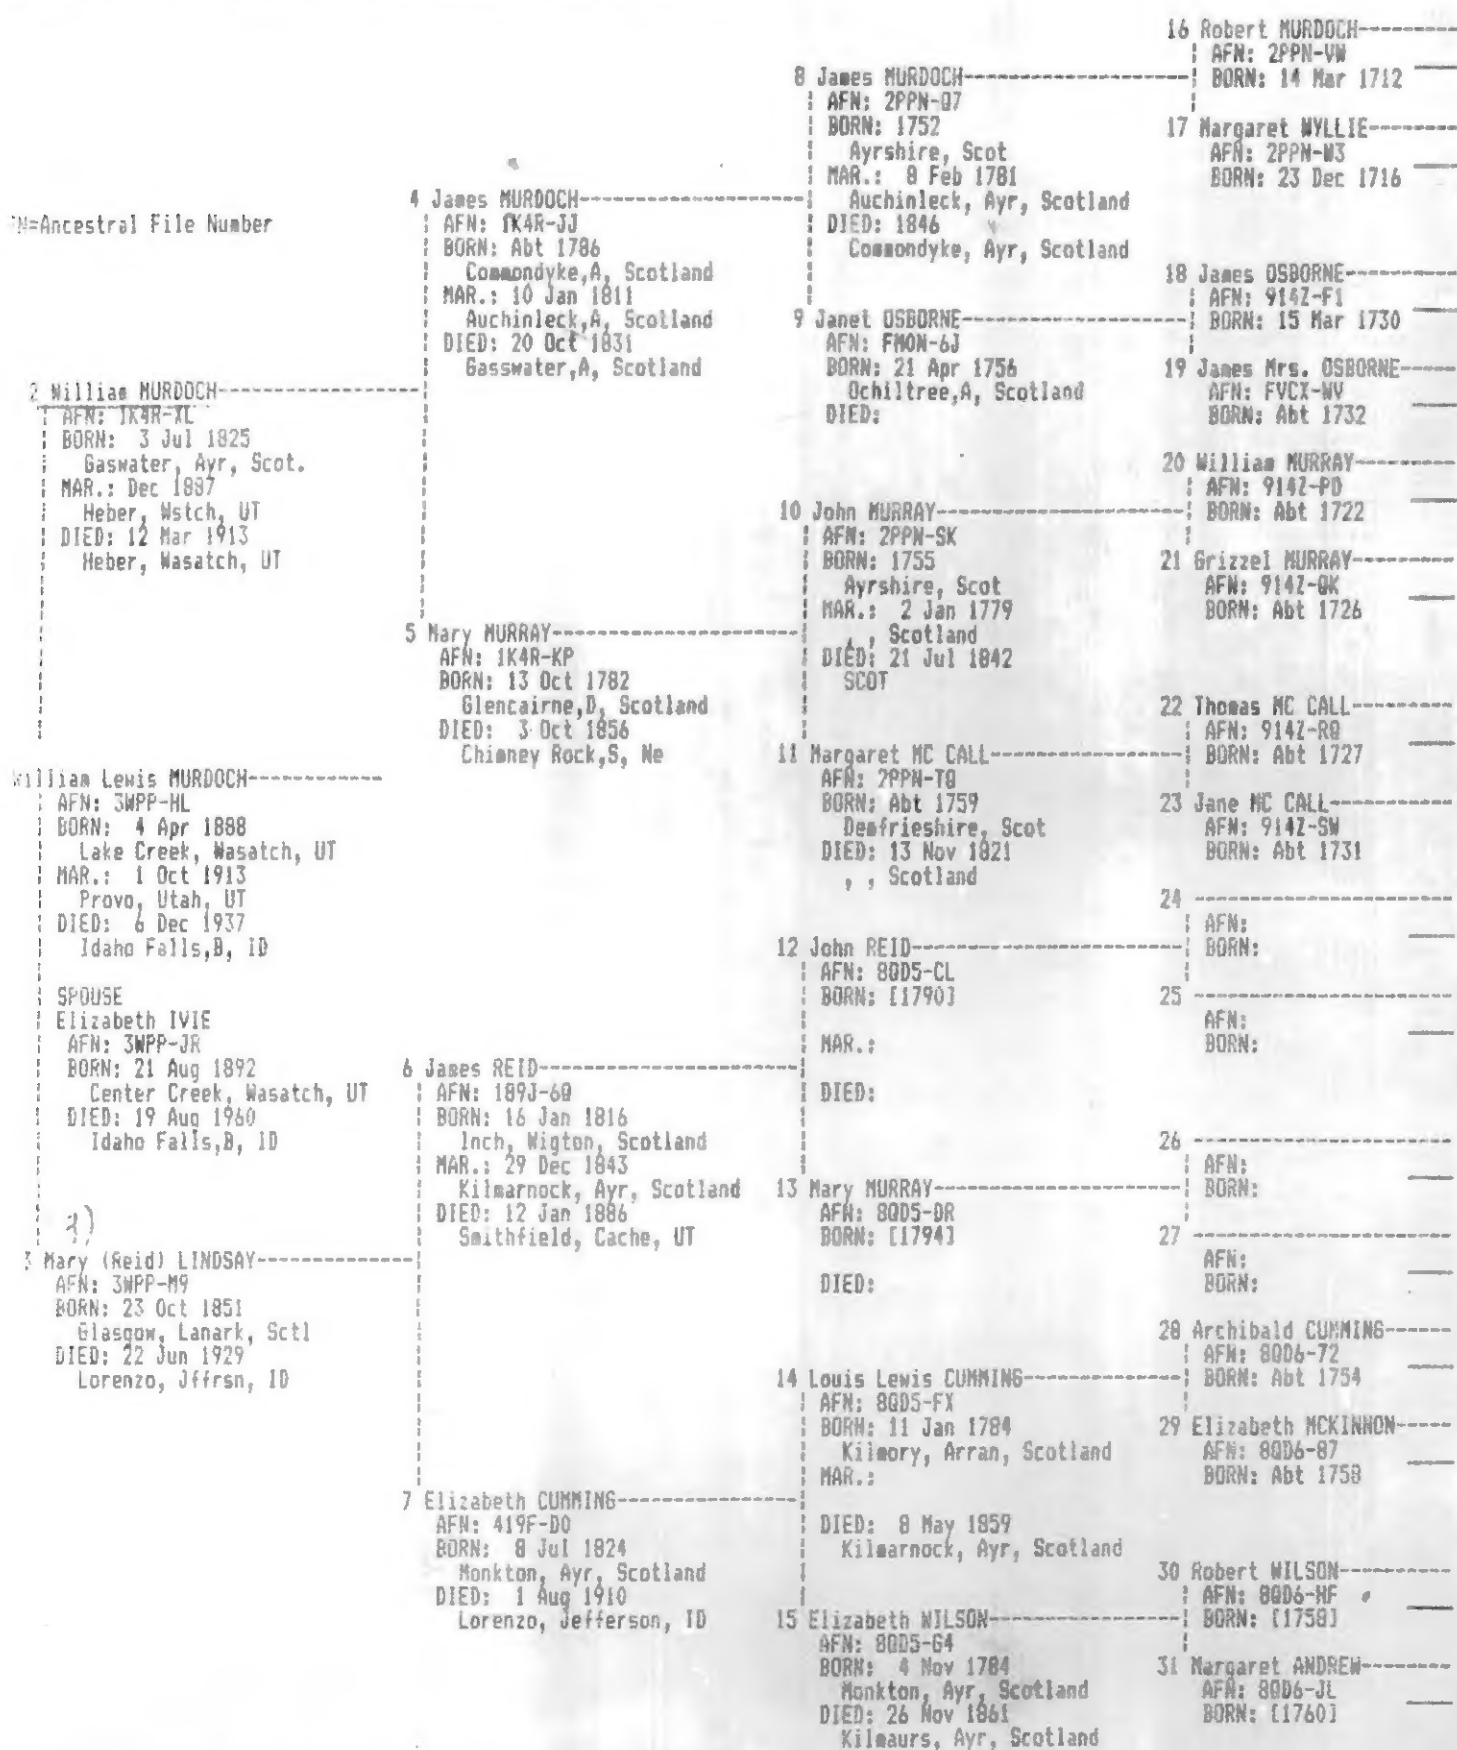 N=Ancestral File Number
2 William MURDOCH
AFN: 1K4R-XL
BORN: 3 Jul 1825
Gaswater, Ayr, Scot.
MAR.: Dec 1887
Heber, Wstch, UT
DIED: 12 Mar 1913
Heber, Wasatch, UT
William Lewis MURDOCH
AFN: 3WPP-HL
BORN: 4 Apr 1888
Lake Creek, Wasatch, UT
MAR.: 1 Oct 1913
Provo, Utah, UT
DIED: 6 Dec 1937
Idaho Falls,B, ID
SPOUSE
Elizabeth IVIE
AFN: 3WPP-JR
BORN: 21 Aug 1892
Center Creek, Wasatch, UT
DIED: 19 Aug 1960
Idaho Falls,B, ID
3 Mary (Reid) LINDSAY
AFN: 3WPP-M9
BORN: 23 Oct 1851
Glasgow, Lanark, Sctl
DIED: 22 Jun 1929
Lorenzo, Jffrsn, ID
4 James MURDOCH
AFN: 1K4R-JJ
BORN: Abt 1786
Commondyke,A, Scotland
MAR.: 10 Jan 1811
Auchinleck,A, Scotland
DIED: 20 Oct 1831
Gasswater,A, Scotland
5 Mary MURRAY
AFN: 1K4R-KP
BORN: 13 Oct 1782
Glencairne,D, Scotland
DIED: 3 Oct 1856
Chimney Rock,S, Ne
6 James REID
AFN: 189J-6Q
BORN: 16 Jan 1816
Inch, Wigton, Scotland
MAR.: 29 Dec 1843
Kilmarnock, Ayr, Scotland
DIED: 12 Jan 1886
Smithfield, Cache, UT
7 Elizabeth CUMMING
AFN: 419F-D0
BORN: 8 Jul 1824
Monkton, Ayr, Scotland
DIED: 1 Aug 1910
Lorenzo, Jefferson, ID
8 James MURDOCH
AFN: 2PPN-Q7
BORN: 1752
Ayrshire, Scot
MAR.: 8 Feb 1781
Auchinleck, Ayr, Scotland
DIED: 1846
Commondyke, Ayr, Scotland
9 Janet OSBORNE
AFN: FMQN-6J
BORN: 21 Apr 1756
Ochiltree,A, Scotland
DIED:
10 John MURRAY
AFN: 2PPN-SK
BORN: 1755
Ayrshire, Scot
MAR.: 2 Jan 1779
, , Scotland
DIED: 21 Jul 1842
SCOT
11 Margaret MC CALL
AFN: 2PPN-TQ
BORN: Abt 1759
Demfrieshire, Scot
DIED: 13 Nov 1821
, , Scotland
12 John REID
AFN: 8QD5-CL
BORN: [1790]
MAR.:
DIED:
13 Mary MURRAY
AFN: 8QD5-DR
BORN: [1794]
DIED:
14 Louis Lewis CUMMING
AFN: 8QD5-FX
BORN: 11 Jan 1784
Kilmory, Arran, Scotland
MAR.:
DIED: 8 May 1859
Kilmarnock, Ayr, Scotland
15 Elizabeth WILSON
AFN: 8QD5-G4
BORN: 4 Nov 1784
Monkton, Ayr, Scotland
DIED: 26 Nov 1861
Kilmaurs, Ayr, Scotland
16 Robert MURDOCH
AFN: 2PPN-VW
BORN: 14 Mar 1712
17 Margaret WYLLIE
AFN: 2PPN-W3
BORN: 23 Dec 1716
18 James OSBORNE
AFN: 914Z-F1
BORN: 15 Mar 1730
19 James Mrs. OSBORNE
AFN: FVCX-WV
BORN: Abt 1732
20 William MURRAY
AFN: 914Z-PD
BORN: Abt 1722
21 Grizzel MURRAY
AFN: 914Z-QK
BORN: Abt 1726
22 Thomas MC CALL
AFN: 914Z-RQ
BORN: Abt 1727
23 Jane MC CALL
AFN: 914Z-SW
BORN: Abt 1731
24
AFN:
BORN:
25
AFN:
BORN:
26
AFN:
BORN:
27
AFN:
BORN:
28 Archibald CUMMING
AFN: 8QD6-72
BORN: Abt 1754
29 Elizabeth MCKINNON
AFN: 8QD6-87
BORN: Abt 1758
30 Robert WILSON
AFN: 8QD6-HF
BORN: [1758]
31 Margaret ANDREW
AFN: 8QD6-JL
BORN: [1760]